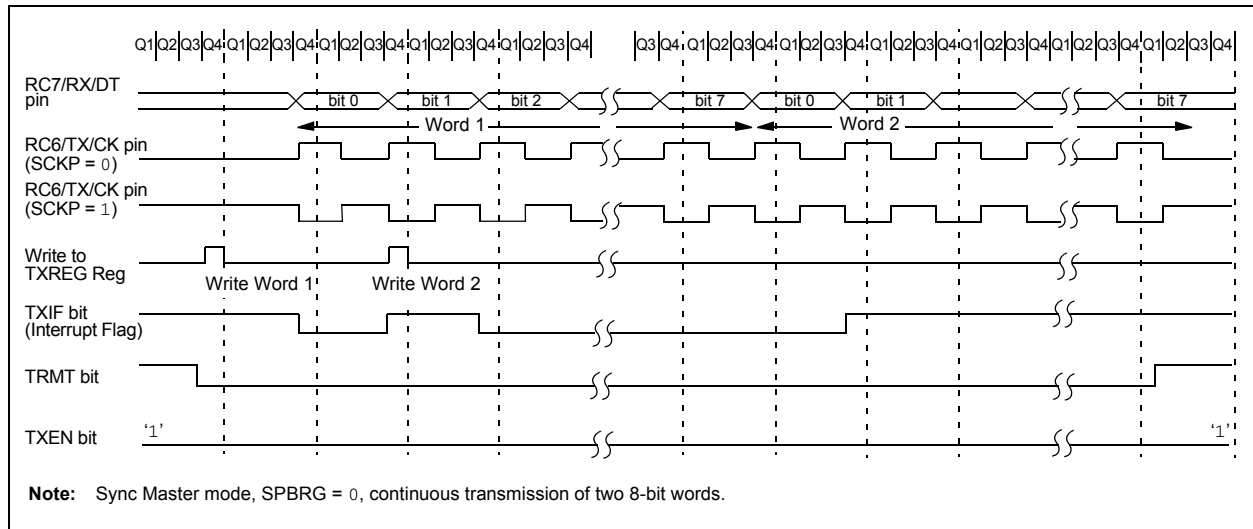 Q1 Q2 Q3 Q4 Q1 Q2 Q3 Q4 Q1 Q2 Q3 Q4 Q1 Q2 Q3 Q4 Q1 Q2 Q3 Q4 Q3 Q4 Q1 Q2 Q3 Q4 Q1 Q2 Q3 Q4 Q1 Q2 Q3 Q4 Q1 Q2 Q3 Q4 Q1 Q2 Q3 Q4 Q1 Q2 Q3 Q4
RC7/RX/DT
pin
bit 0 bit 1 bit 2 bit 7 bit 0 bit 1 bit 7
Word 1 Word 2
RC6/TX/CK pin
(SCKP = 0)
RC6/TX/CK pin
(SCKP = 1)
Write to
TXREG Reg
Write Word 1 Write Word 2
TXIF bit
(Interrupt Flag)
TRMT bit
TXEN bit
‘1’ ‘1’
Note: Sync Master mode, SPBRG = 0, continuous transmission of two 8-bit words.